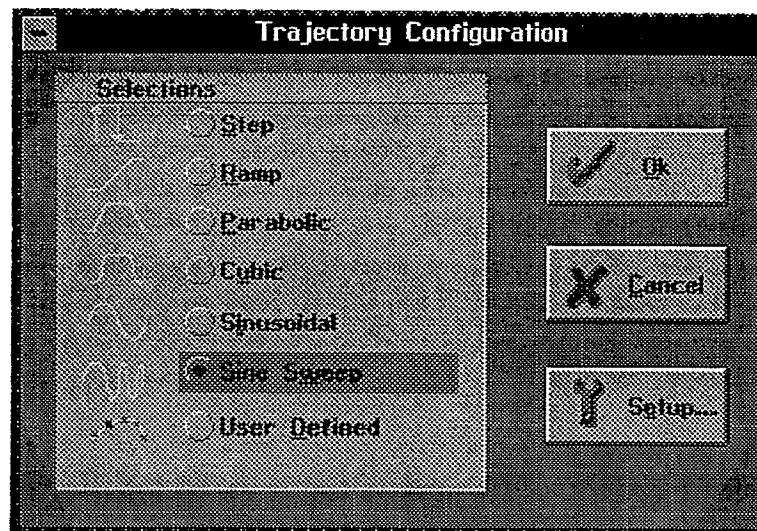 Trajectory Configuration
Selections
Step
Ramp
Parabolic
Cubic
Sinusoidal
Sine Sweep
User Defined
Ok
Cancel
Setup...